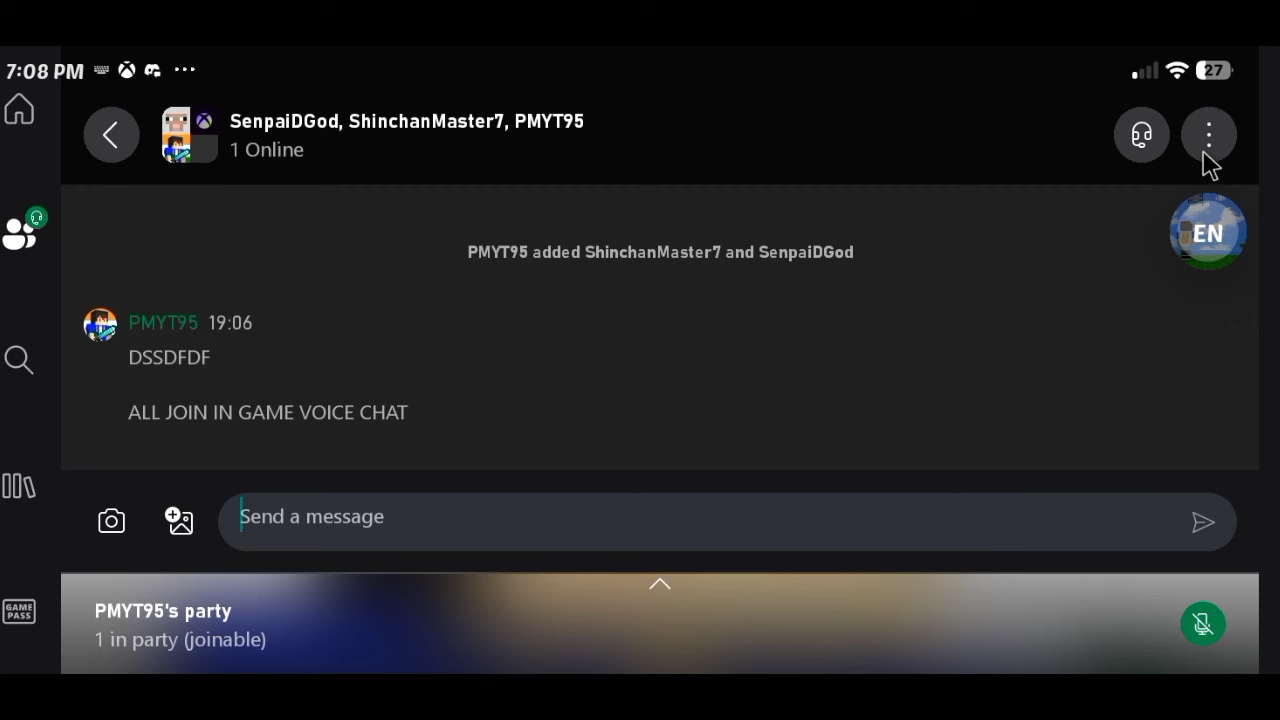 7:08 PM
27
SenpaiDGod, ShinchanMaster7, PMYT95
1 Online
EN
PMYT95 added ShinchanMaster7 and SenpaiDGod
PMYT95 19:06
DSSDFDF
ALL JOIN IN GAME VOICE CHAT
Send a message
GAME
PASS
PMYT95's party
1 in party (joinable)